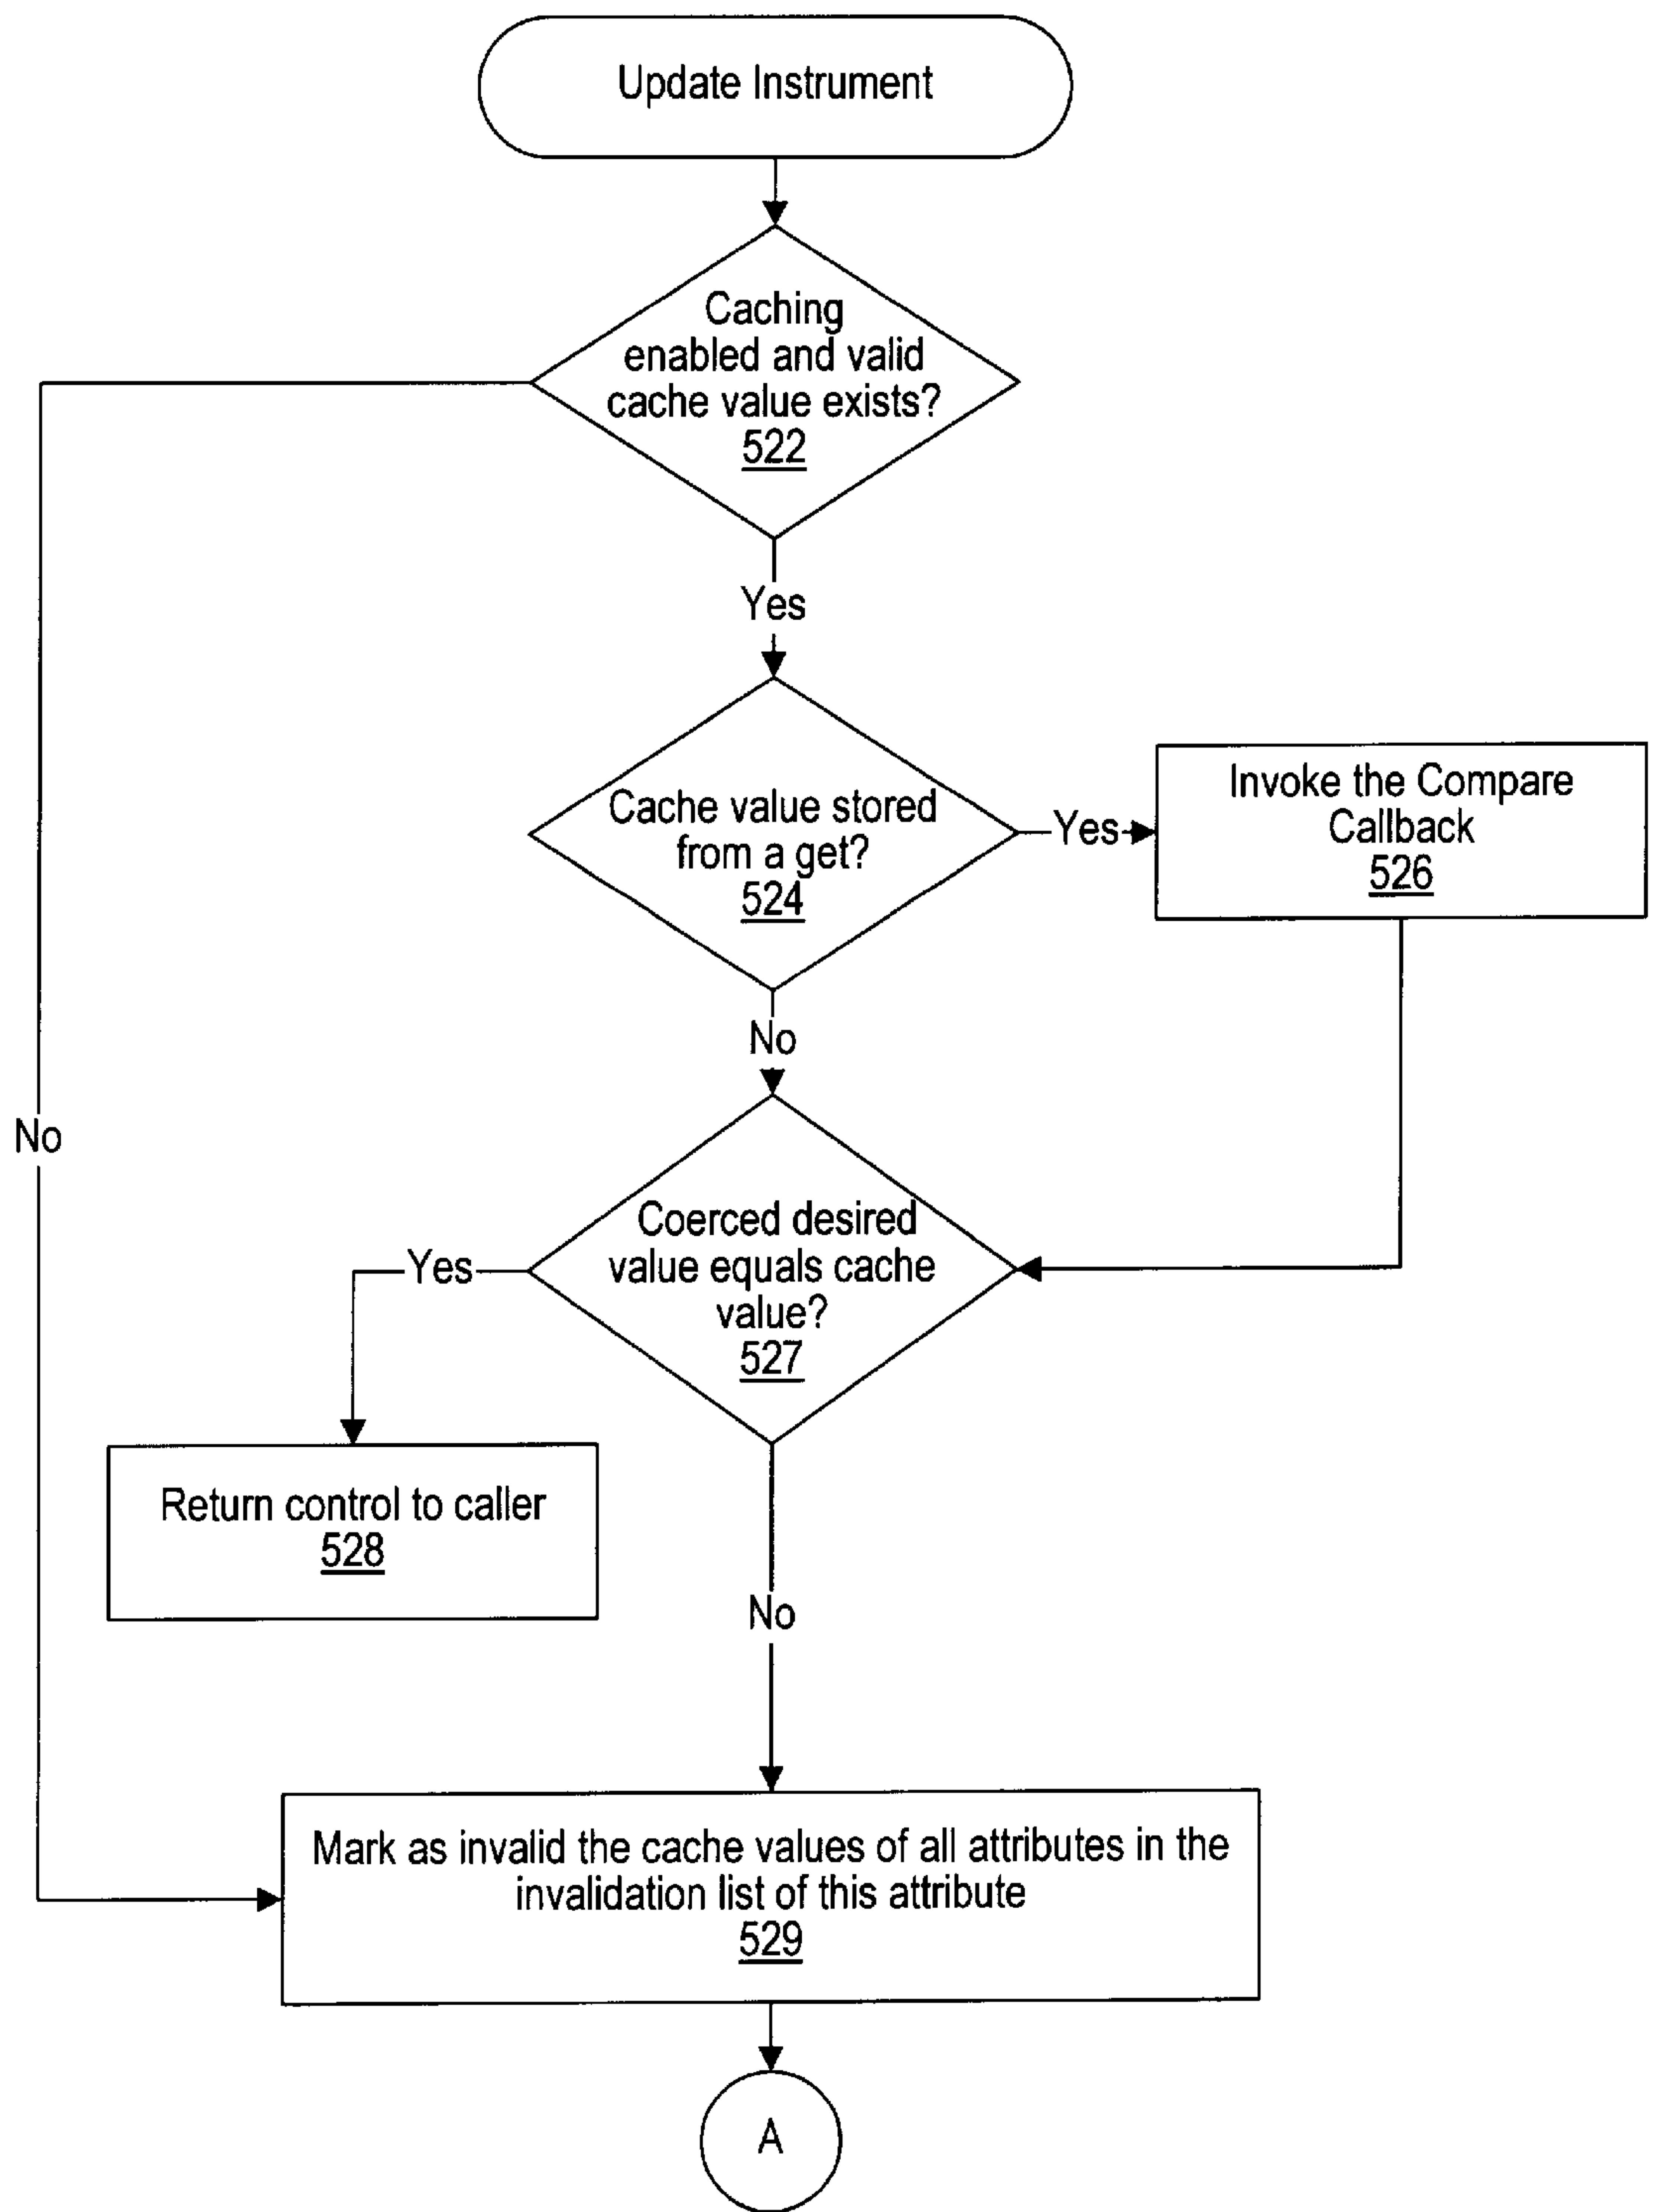 Update Instrument
Caching
enabled and valid
cache value exists?
522
Yes
Cache value stored
from a get?
524
Yes
Invoke the Compare
Callback
526
No
No
Coerced desired
value equals cache
value?
527
Yes
Return control to caller
528
No
Mark as invalid the cache values of all attributes in the
invalidation list of this attribute
529
A